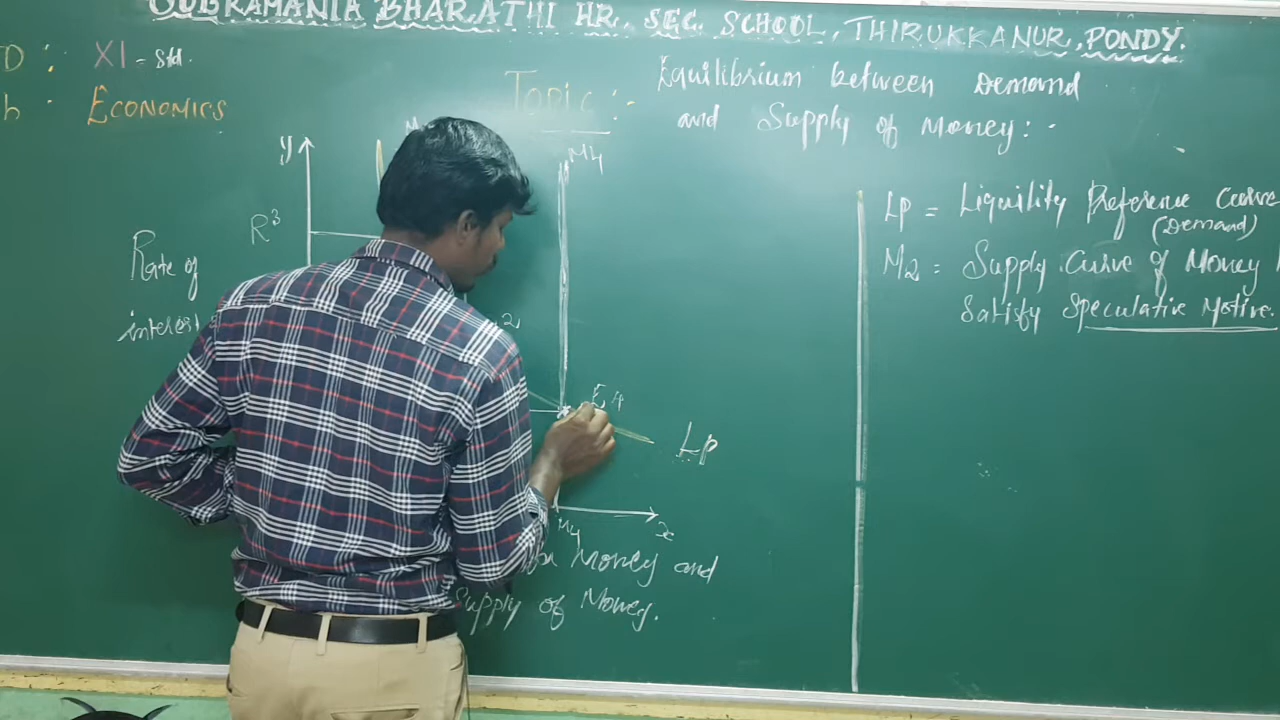 SUBRAMANIA BHARATHI HR. SEC. SCHOOL, THIRUKKANUR, PONDY.
D : XI - Std.
b : ECONOMICS
TOPIC :- Equilibrium between Demand
and Supply of Money: -
y
M
M4
R3
Rate of
interest
2
E4
Lp
M4
x
Money and
Supply of Money.
Lp = Liquility Preference Curve
(Demand)
M2 = Supply Curve of Money
Satisfy Speculative Motive.